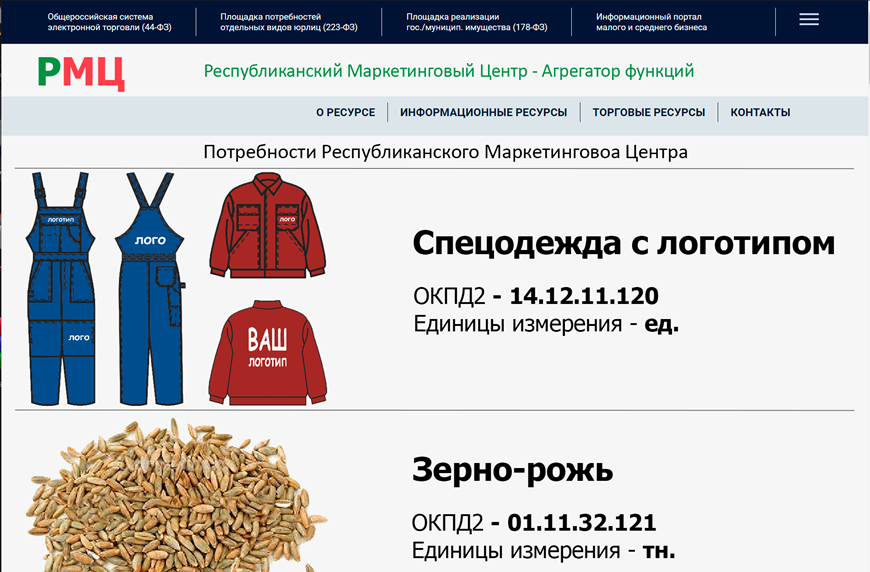 Общероссийская система
электронной торговли (44-ФЗ)
Площадка потребностей
отдельных видов юрлиц (223-ФЗ)
Площадка реализации
гос./муницип. имущества (178-ФЗ)
Информационный портал
малого и среднего бизнеса
РМЦ
Республиканский Маркетинговый Центр - Агрегатор функций
О РЕСУРСЕ
ИНФОРМАЦИОННЫЕ РЕСУРСЫ
ТОРГОВЫЕ РЕСУРСЫ
КОНТАКТЫ
Потребности Республиканского Маркетинговоа Центра
ЛОГОТИП
ЛОГО
ЛОГО
ЛОГО
ВАШ
ЛОГОТИП
Спецодежда с логотипом
ОКПД2 - 14.12.11.120
Единицы измерения - ед.
Зерно-рожь
ОКПД2 - 01.11.32.121
Единицы измерения - тн.